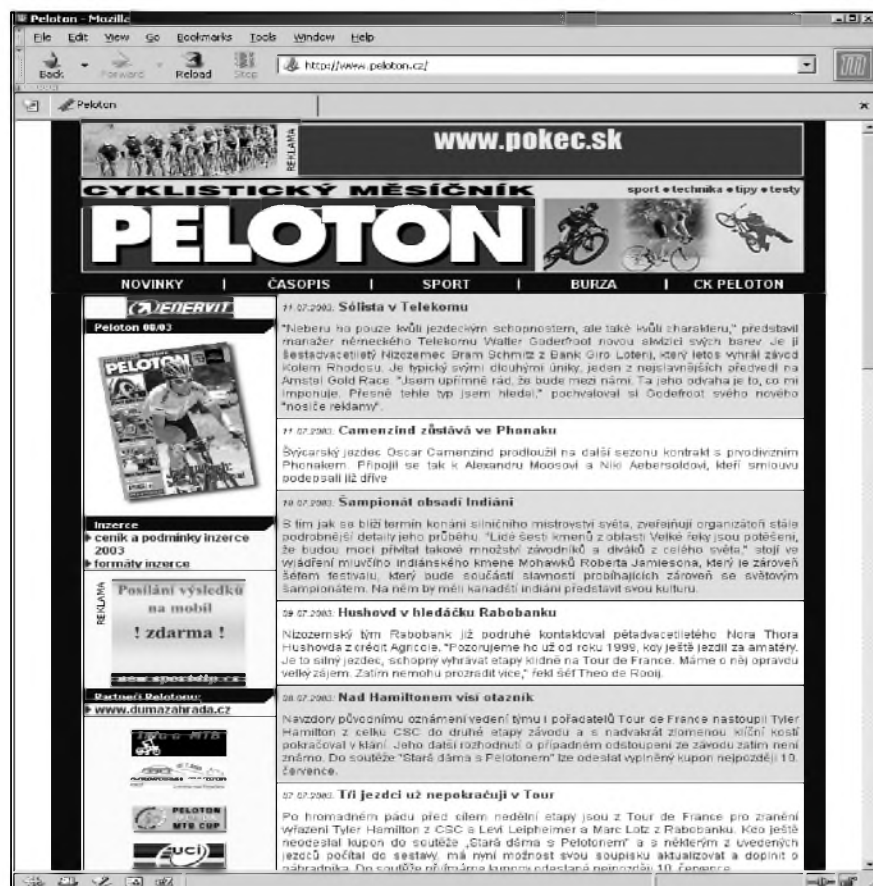 Peloton - Mozilla
File Edit View Go Bookmarks Tools Window Help
Back Forward Reload Stop http://www.peloton.cz/
Peloton
REKLAMA
www.pokec.sk
CYKLISTICKÝ MĚSÍČNÍK
sport • technika • tipy • testy
PELOTON
NOVINKY | ČASOPIS | SPORT | BURZA | CK PELOTON
ENERVIT
Peloton 08/03
PELOTON
Inzerce
ceník a podmínky inzerce
2003
formáty inzerce
REKLAMA
Posílání výsledků
na mobil
! zdarma !
Partneři Pelotonu:
www.dumazahrada.cz
PELOTON
MTB CUP
UCI
11.07.2003: Sólista v Telekomu
"Neberu ho pouze kvůli jezdeckým schopnostem, ale také kvůli charakteru," představil
manažer německého Telekomu Walter Goderfroot novou akvizici svých barev. Je jí
šestadvacetiletý Nizozemec Bram Schmitz z Bank Giro Loterij, který letos vyhrál závod
Kolem Rhodosu. Je typický svými dlouhými úniky, jeden z nejslavnějších předvedl na
Amstel Gold Race. "Jsem upřímně rád, že bude mezi námi. Ta jeho odvaha je to, co mi
imponuje. Přesně tehle typ jsem hledal," pochvaloval si Godefroot svého nového
"nosiče reklamy".
11.07.2003: Camenzind zůstává ve Phonaku
Švýcarský jezdec Oscar Camenzind prodloužil na další sezonu kontrakt s prvodivizním
Phonakem. Připojil se tak k Alexandru Moosovi a Niki Aebersoldovi, kteří smlouvu
podepsali již dříve
10.07.2003: Šampionát obsadí Indiáni
S tím jak se blíží termín konání silničního mistrovství světa, zveřejňují organizátoři stále
podrobnější detaily jeho průběhu. "Lidé šesti kmenů z oblasti Velké řeky jsou potěšeni,
že budou moci přivítat takové množství závodníků a diváků z celého světa," stojí ve
vyjádření mluvčího indiánského kmene Mohawků Roberta Jamiesona, který je zároveň
šéfem festivalu, který bude součástí slavností probíhajících zároveň se světovým
šampionátem. Na něm by měli kanadští indiáni představit svou kulturu.
09.07.2003: Hushovd v hledáčku Rabobanku
Nizozemský tým Rabobank již podruhé kontaktoval pětadvacetiletého Nora Thora
Hushovda z crédit Agricole. "Pozorujeme ho už od roku 1999, kdy ještě jezdil za amatéry.
Je to silný jezdec, schopný vyhrávat etapy klidně na Tour de France. Máme o něj opravdu
velký zájem. Zatím nemohu prozradit více," řekl šéf Theo de Rooij.
08.07.2003: Nad Hamiltonem visí otazník
Navzdory původnímu oznámení vedení týmu i pořadatelů Tour de France nastoupil Tyler
Hamilton z celku CSC do druhé etapy závodu a s nadvakrát zlomenou klíční kostí
pokračoval v klání. Jeho další rozhodnutí o případném odstoupení ze závodu zatím není
známo. Do soutěže "Stará dáma s Pelotonem" lze odeslat vyplněný kupon nejpozději 10.
července.
07.07.2003: Tři jezdci už nepokračují v Tour
Po hromadném pádu před cílem nedělní etapy jsou z Tour de France pro zranění
vyřazeni Tyler Hamilton z CSC a Levi Leipheimer a Marc Lotz z Rabobanku. Kdo ještě
neodeslal kupon do soutěže „Stará dáma s Pelotonem" a s některým z uvedených
jezdců počítal do sestavy, má nyní možnost svou soupisku aktualizovat a doplnit o
náhradníka. Do soutěže přijímáme kupony odeslané nejpozději 10. července.